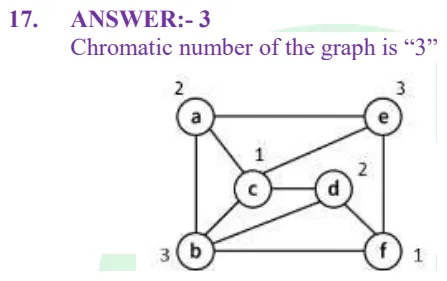 17. ANSWER:- 3
Chromatic number of the graph is “3”
2 3
a e
1
2
c d
3 b f 1